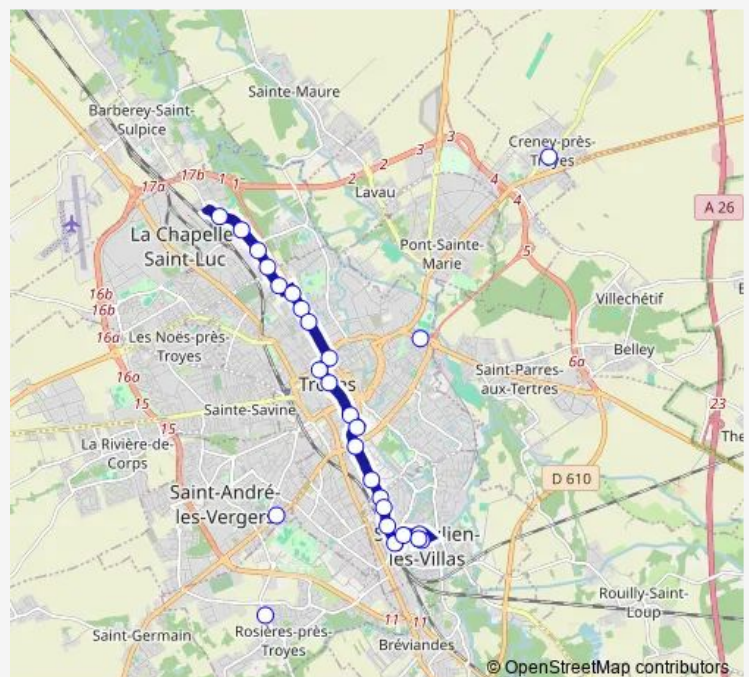 Sainte-Maure
Barberey-Saint-
Sulpice
Creney-près-
Troyes
3
3
2
4
17b
1
1
2
17a
Lavau
4
A 26
La Chapelle
Saint-Luc
Pont-Sainte-
Marie
5
16b
16b
Villechétif
Les Noës-près-
Troyes
16a
Belley
6a
16a
Saint-Parres-
aux-Tertres
15
Sainte-Savine
23
15
La Rivière-de-
Corps
D 610
Saint-André-
les-Vergers
les-Villas
Rouilly-Saint-
Loup
11
11
Saint-Germain
Rosières-près-
Troyes
Bréviandes
© OpenStreetMap contributors